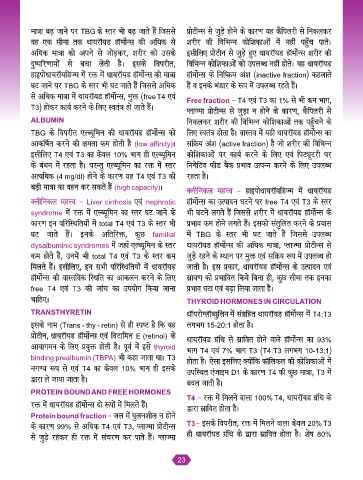 मात्रा बढ़ जाने पर TBG के स्तर भी बढ़ जाते हैं जिससे
वह एक सीमा तक थायरॉयड हॉर्मोन्स की अधिक से
अधिक मात्रा को अपने से जोड़कर, शरीर को उसके
दुष्परिणामों से बचा लेती है। इसके विपरीत,
हाइपोथायरॉयडिज्म में रक्त में थायरॉयड हॉर्मोन्स की मात्रा
घट जाने पर TBG के स्तर भी घट जाते हैं जिससे अधिक
से अधिक मात्रा में थायरॉयड हॉर्मोन्स, मुक्त (free T4 एवं
T3) होकर कार्य करने के लिए स्वतंत्र हो जाते हैं।
ALBUMIN
TBG के विपरीत एल्ब्यूमिन की थायरॉयड हॉर्मोन्स को
आकर्षित करने की क्षमता कम होती है (low affinity)।
इसीलिए T4 एवं T3 का केवल 10% भाग ही एल्ब्यूमिन
के बंधन में रहता है। परन्तु एल्ब्यूमिन का रक्त में स्तर
अत्यधिक (4 mg/dl) होने के कारण यह T4 एवं T3 की
बड़ी मात्रा का वहन कर सकते हैं (high capacity)।
क्लीनिकल महत्त्व - Liver cirrhosis एवं nephrotic
syndrome में रक्त में एल्ब्यूमिन का स्तर घट जाने के
कारण इन परिस्थितियों में total T4 एवं T3 के स्तर भी
घट जाते हैं। इनके अतिरिक्त, कुछ familial
dysalbuminic syndromes में जहाँ एल्ब्यूमिन के स्तर
कम होते हैं, उनमें भी total T4 एवं T3 के स्तर कम
मिलते हैं। इसीलिए, इन सभी परिस्थितियों में थायरॉयड
हॉर्मोन्स की वास्तविक स्थिति का आकलन करने के लिए
free T4 एवं T3 की जांच का उपयोग किया जाना
चाहिए।
TRANSTHYRETIN
इसके नाम (Trans - thy - retin) से ही स्पष्ट है कि यह
प्रोटीन, थायरॉयड हॉर्मोन्स एवं विटामिन E (retinol) के
आवागमन के लिए प्रयुक्त होती है। पूर्व में इसे thyroid
binding prealbumin (TBPA) भी कहा जाता था। T3
नगण्य रूप से एवं T4 का केवल 10% भाग ही इसके
द्वारा ले जाया जाता है।
PROTEIN BOUND AND FREE HORMONES
रक्त में थायरॉयड हॉर्मोन्स दो रूपों में मिलते हैं।
Protein bound fraction - जल में घुलनशील न होने
के कारण 99% से अधिक T4 एवं T3, प्लाज्मा प्रोटीन्स
से जुड़े रहकर ही रक्त में संचरण कर पाते हैं। प्लाज्मा
प्रोटीन्स से जुड़े होने के कारण यह कैपिलरी से निकलकर
शरीर की विभिन्न कोशिकाओं में नहीं पहुँच पाते।
इसीलिए प्रोटीन से जुड़े हुए थायरॉयड हॉर्मोन्स शरीर की
विभिन्न कोशिकाओं को उपलब्ध नहीं होते। यह थायरॉयड
हॉर्मोन्स के निष्क्रिय अंश (inactive fraction) कहलाते
हैं व इनके भंडार के रूप में उपलब्ध रहते हैं।
Free fraction - T4 एवं T3 का 1% से भी कम भाग,
प्लाज्मा प्रोटीन्स से जुड़ा न होने के कारण, कैपिलरी से
निकलकर शरीर की विभिन्न कोशिकाओं तक पहुँचने के
लिए स्वतंत्र होता है। वास्तव में यही थायरॉयड हॉर्मोन्स का
सक्रिय अंश (active fraction) है जो शरीर की विभिन्न
कोशिकाओं पर कार्य करने के लिए एवं पिट्यूटरी पर
निगेटिव फीड बैक प्रभाव उत्पन्न करने के लिए उपलब्ध
रहता है।
क्लीनिकल महत्त्व - हाइपोथायरॉयडिज्म में थायरॉयड
हॉर्मोन्स का उत्पादन घटने पर free T4 एवं T3 के स्तर
भी घटने लगते हैं जिससे शरीर में थायरॉयड हॉर्मोन्स के
प्रभाव कम होने लगते हैं। इसको संतुलित करने के प्रयास
में TBG के स्तर भी घट जाते हैं जिससे उपलब्ध
थायरॉयड हॉर्मोन्स की अधिक मात्रा, प्लाज्मा प्रोटीन्स से
जुड़े रहने के स्थान पर मुक्त एवं सक्रिय रूप में उपलब्ध हो
जाती है। इस प्रकार, थायरॉयड हॉर्मोन्स के उत्पादन एवं
स्रावण को प्रभावित किये बिना ही, कुछ सीमा तक इनका
प्रभाव घटा एवं बढ़ा लिया जाता है।
THYROID HORMONES IN CIRCULATION
थॉयरोग्लॉब्युलिन में संग्रहित थायरॉयड हॉर्मोन्स में T4:T3
लगभग 15-20:1 होता है।
थायरॉयड ग्रंथि से स्रावित होने वाले हॉर्मोन्स का 93%
भाग T4 एवं 7% भाग T3 (T4:T3 लगभग 10-13:1)
होता है। ऐसा इसलिए क्योंकि फॉलिकल की कोशिकाओं में
उपस्थित एंजाइम D1 के कारण T4 की कुछ मात्रा, T3 में
बदल जाती है।
T4 - रक्त में मिलने वाला 100% T4, थायरॉयड ग्रंथि के
द्वारा स्रावित होता है।
T3 - इसके विपरीत, रक्त में मिलने वाला केवल 20% T3
ही थायरॉयड ग्रंथि के द्वारा स्रावित होता है। शेष 80%
23